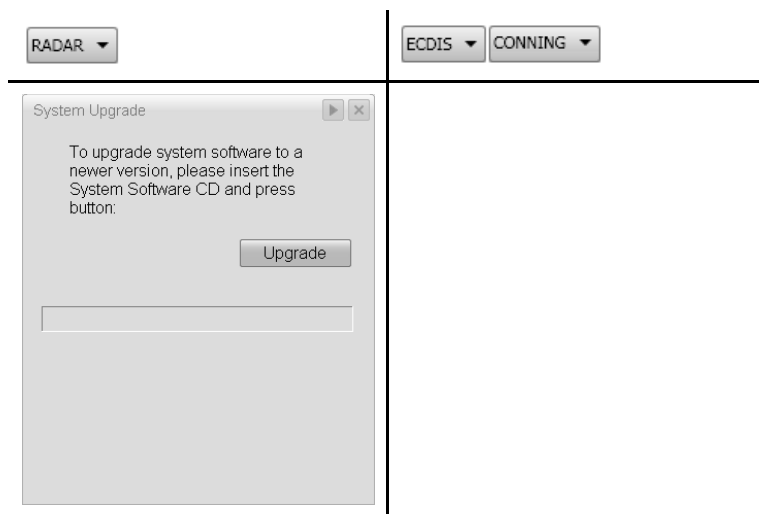 RADAR
ECDIS CONNING
System Upgrade
To upgrade system software to a
newer version, please insert the
System Software CD and press
button:
Upgrade